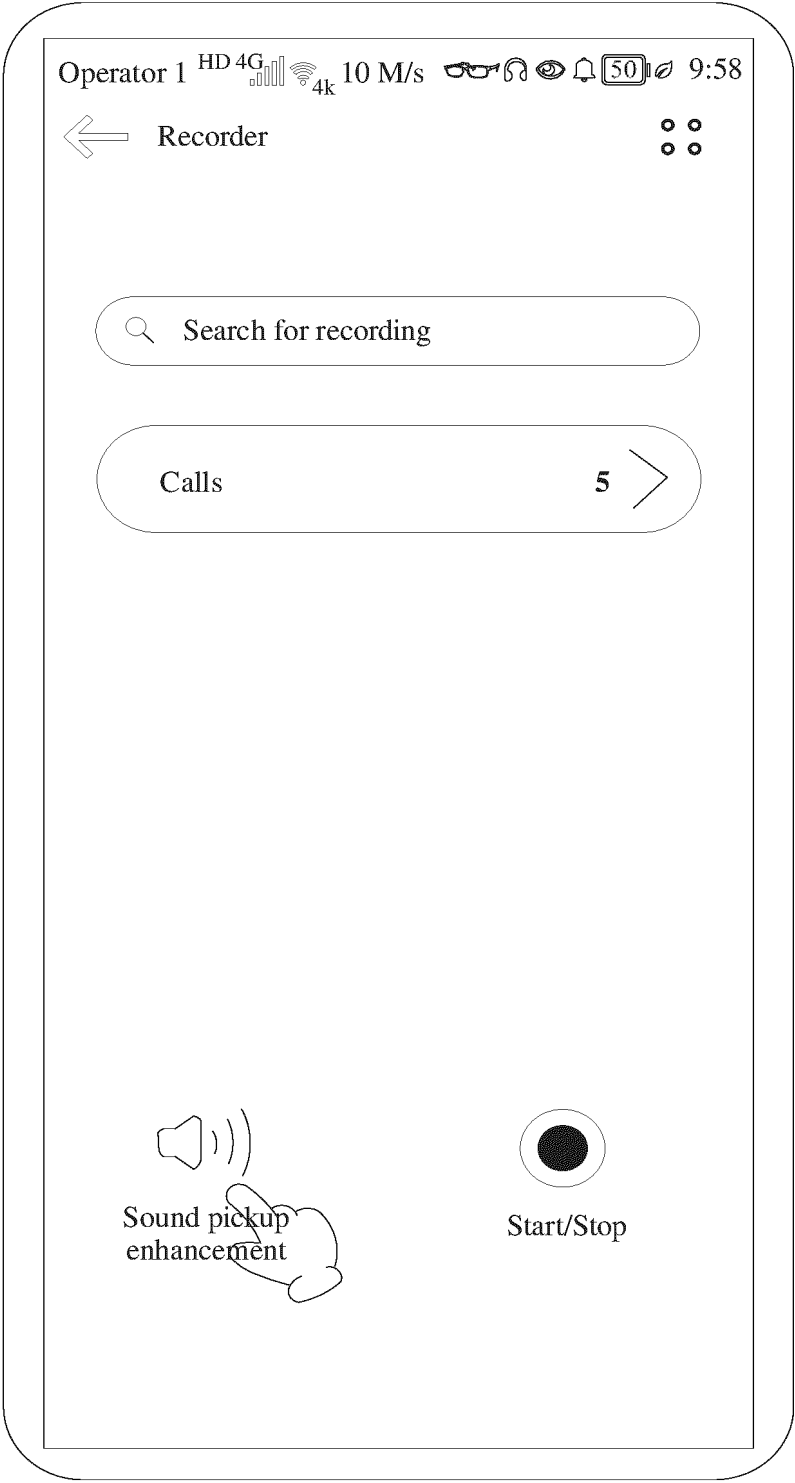 Operator 1 HD 4G 4k 10 M/s 50 9:58
Recorder
Search for recording
Calls 5
Sound pickup
enhancement
Start/Stop